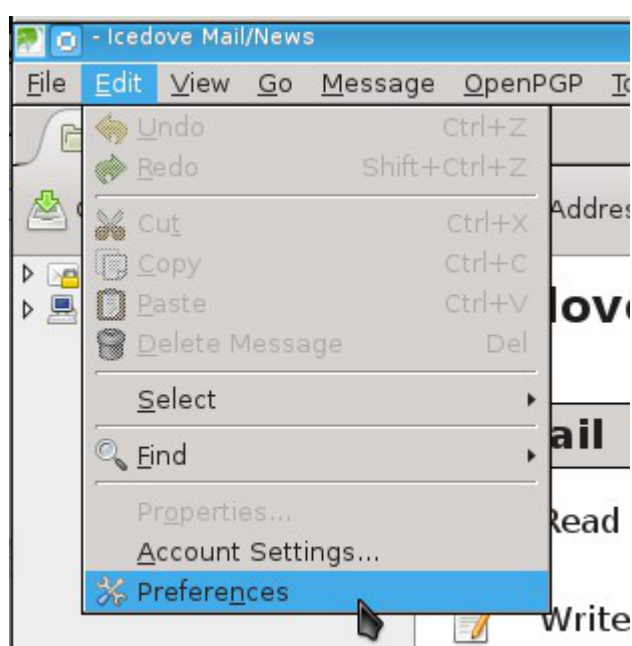 - Icedove Mail/News
File Edit View Go Message OpenPGP
Undo Ctrl+Z
Redo Shift+Ctrl+Z
Cut Ctrl+X
Copy Ctrl+C
Paste Ctrl+V
Delete Message Del
Select
Find
Properties...
Account Settings...
Preferences
Read
Write